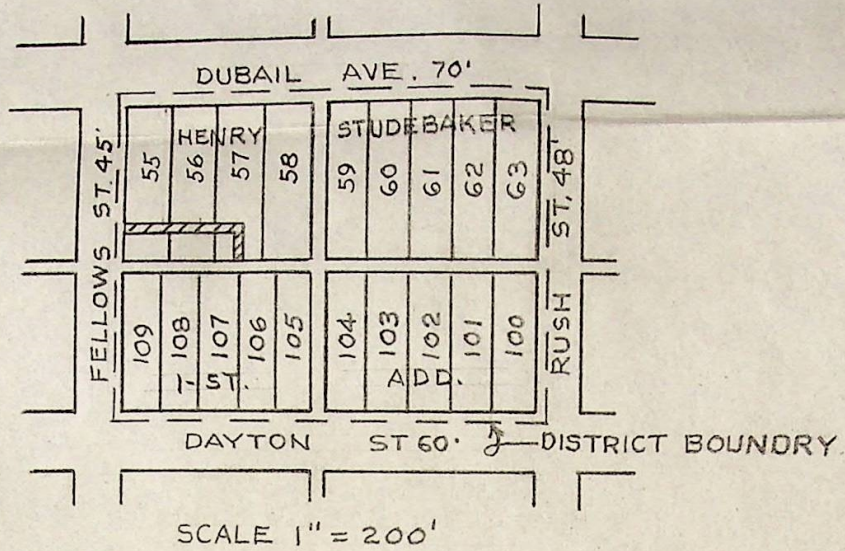 DUBAIL AVE. 70'
HENRY STUDEBAKER
55 56 57 58 59 60 61 62 63
FELLOWS ST. 45'
RUSH ST. 48'
109 108 107 106 105 104 103 102 101 100
1-ST. ADD.
DAYTON ST 60' DISTRICT BOUNDRY
SCALE 1" = 200'